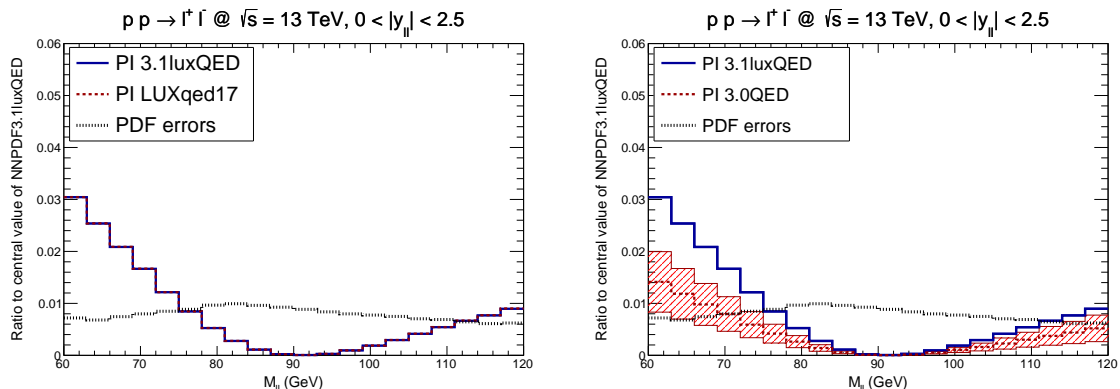 p p → l⁺ l⁻ @ √s = 13 TeV, 0 < |y_ll| < 2.5
Ratio to central value of NNPDF3.1luxQED
0.06
0.05
0.04
0.03
0.02
0.01
0
PI 3.1luxQED
PI LUXqed17
PDF errors
60 70 80 90 100 110 120
M_ll (GeV)
p p → l⁺ l⁻ @ √s = 13 TeV, 0 < |y_ll| < 2.5
Ratio to central value of NNPDF3.1luxQED
0.06
0.05
0.04
0.03
0.02
0.01
0
PI 3.1luxQED
PI 3.0QED
PDF errors
60 70 80 90 100 110 120
M_ll (GeV)